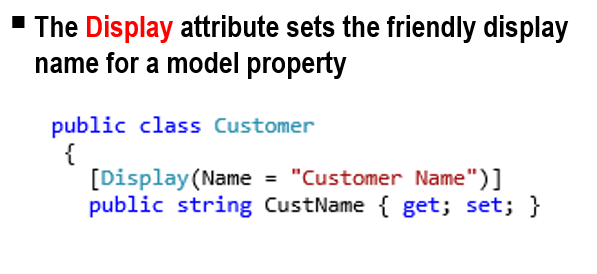 ▪ The Display attribute sets the friendly display
name for a model property
public class Customer
{
[Display(Name = "Customer Name")]
public string CustName { get; set; }